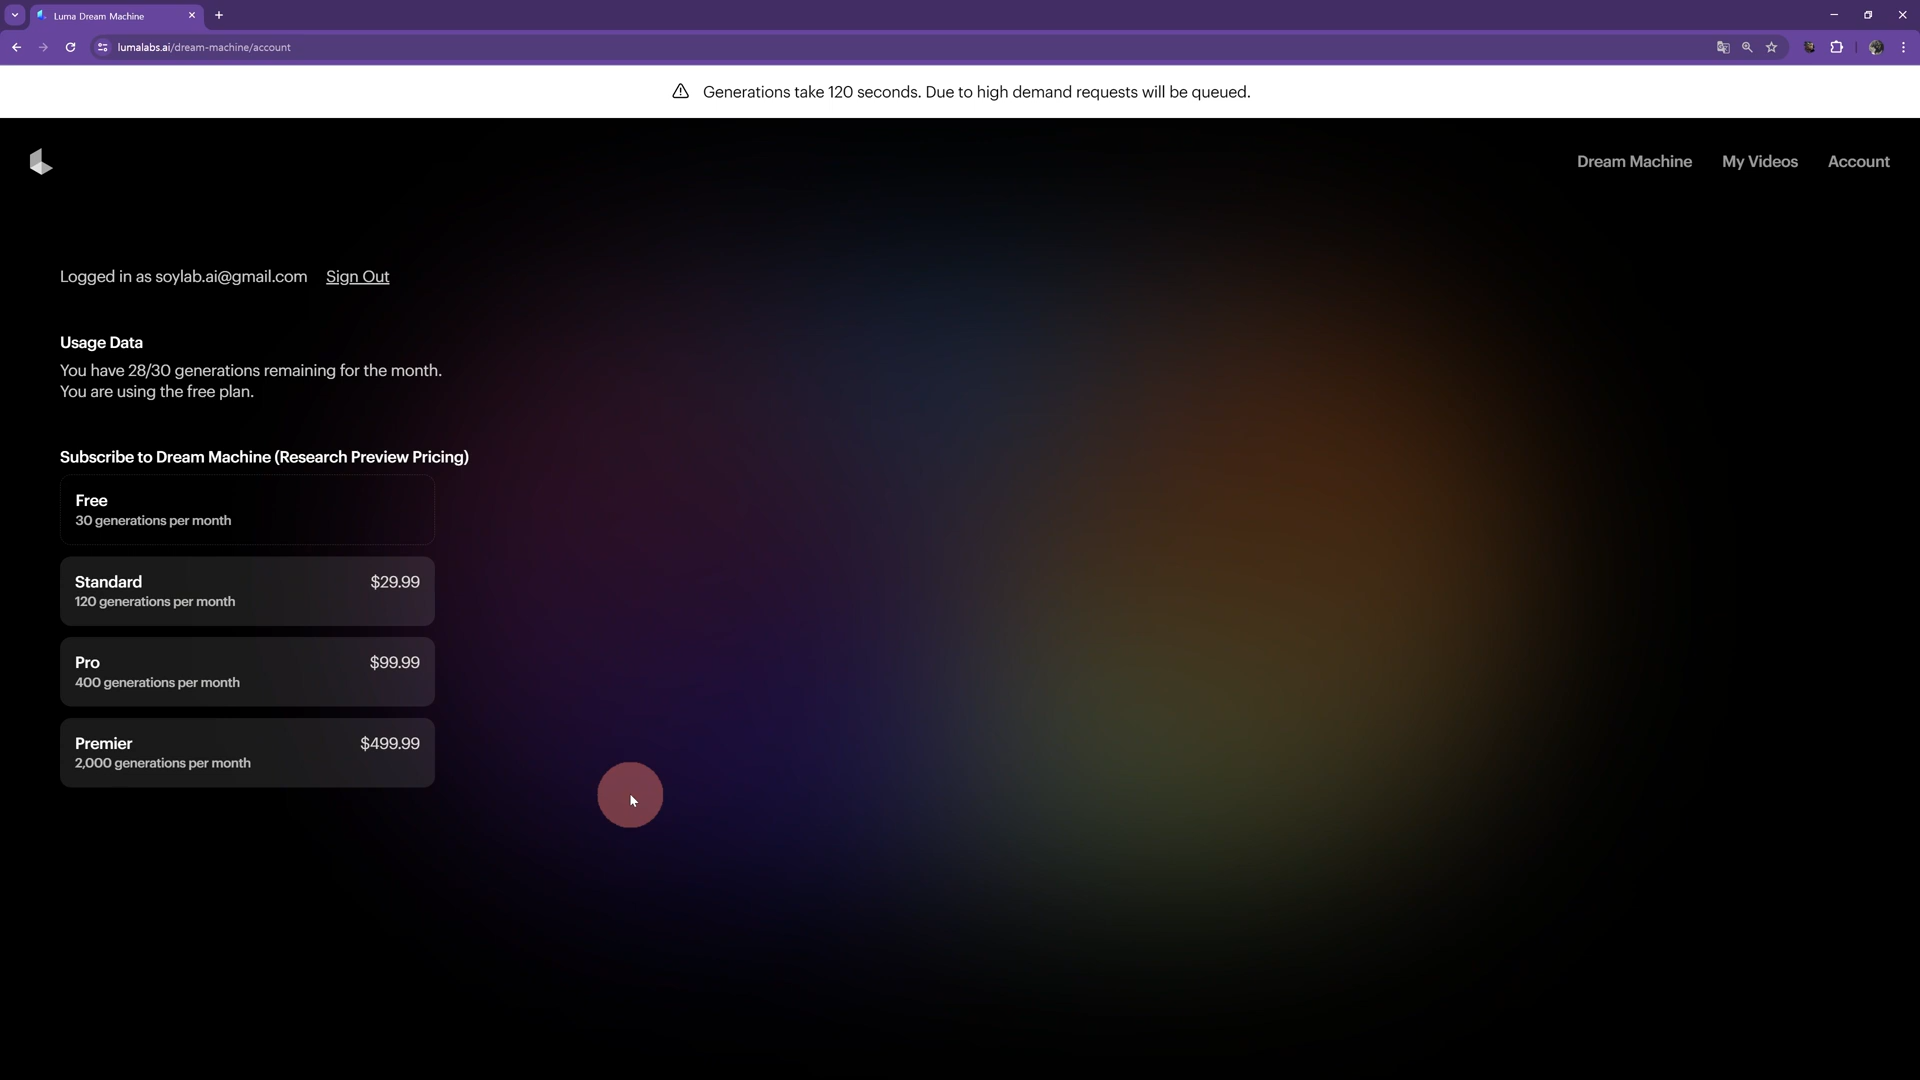 Luma Dream Machine
lumalabs.ai/dream-machine/account
Generations take 120 seconds. Due to high demand requests will be queued.
Dream Machine
My Videos
Account
Logged in as soylab.ai@gmail.com Sign Out
Usage Data
You have 28/30 generations remaining for the month.
You are using the free plan.
Subscribe to Dream Machine (Research Preview Pricing)
Free
30 generations per month
Standard $29.99
120 generations per month
Pro $99.99
400 generations per month
Premier $499.99
2,000 generations per month